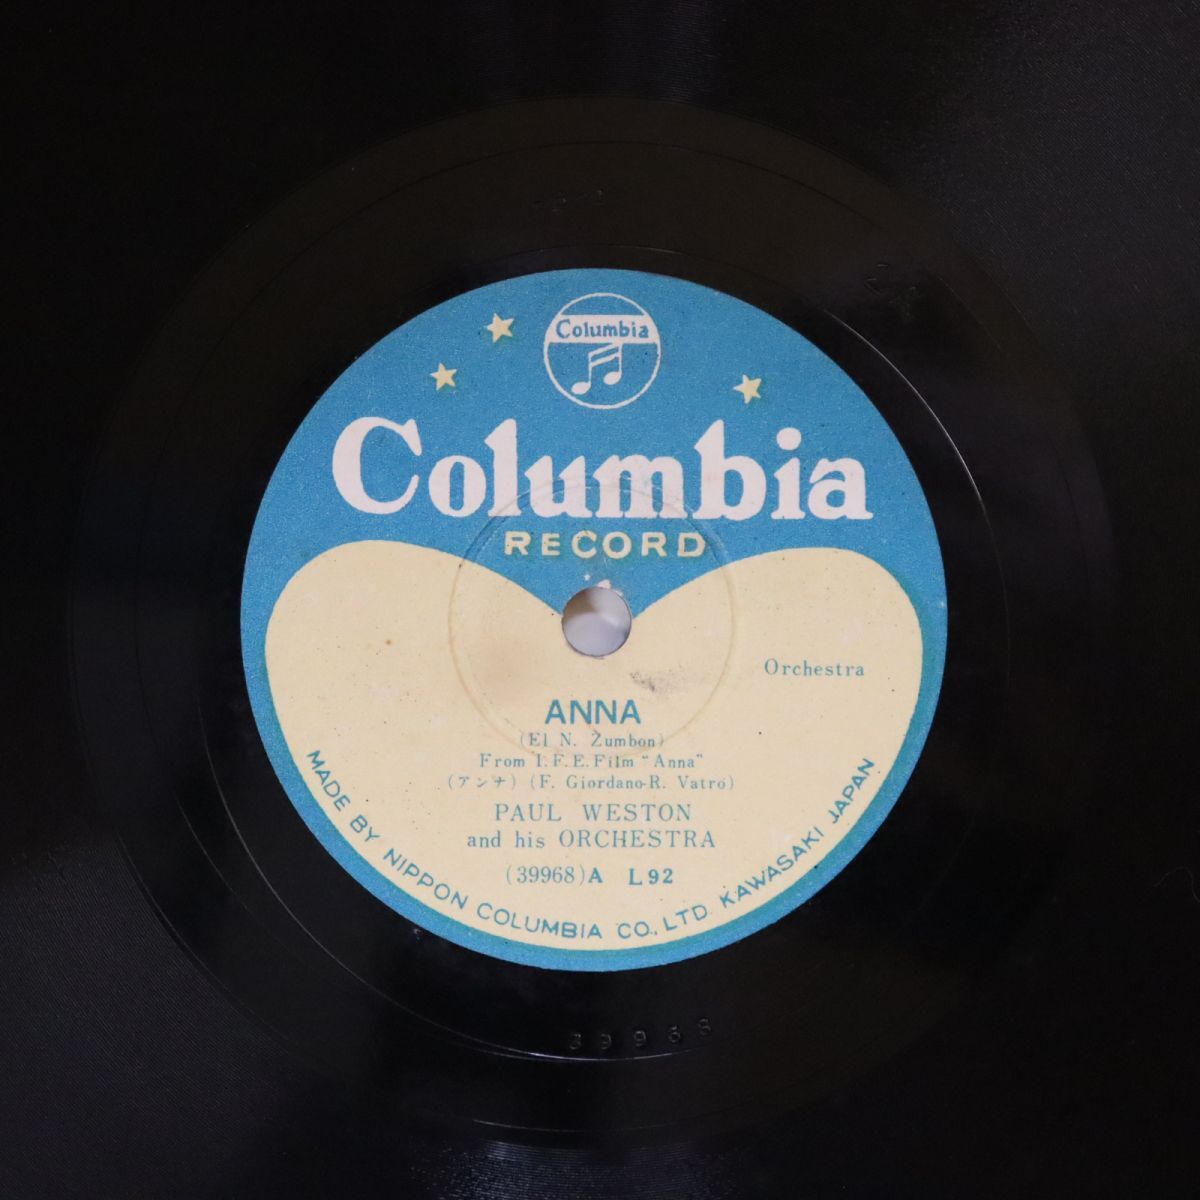 Columbia
Columbia
RECORD
Orchestra
ANNA
(El N. Zumbon)
From I.F.E.Film "Anna"
(アンナ) (F. Giordano-R. Vatro)
PAUL WESTON
and his ORCHESTRA
(39968)A L92
MADE BY NIPPON COLUMBIA CO., LTD. KAWASAKI JAPAN
39968